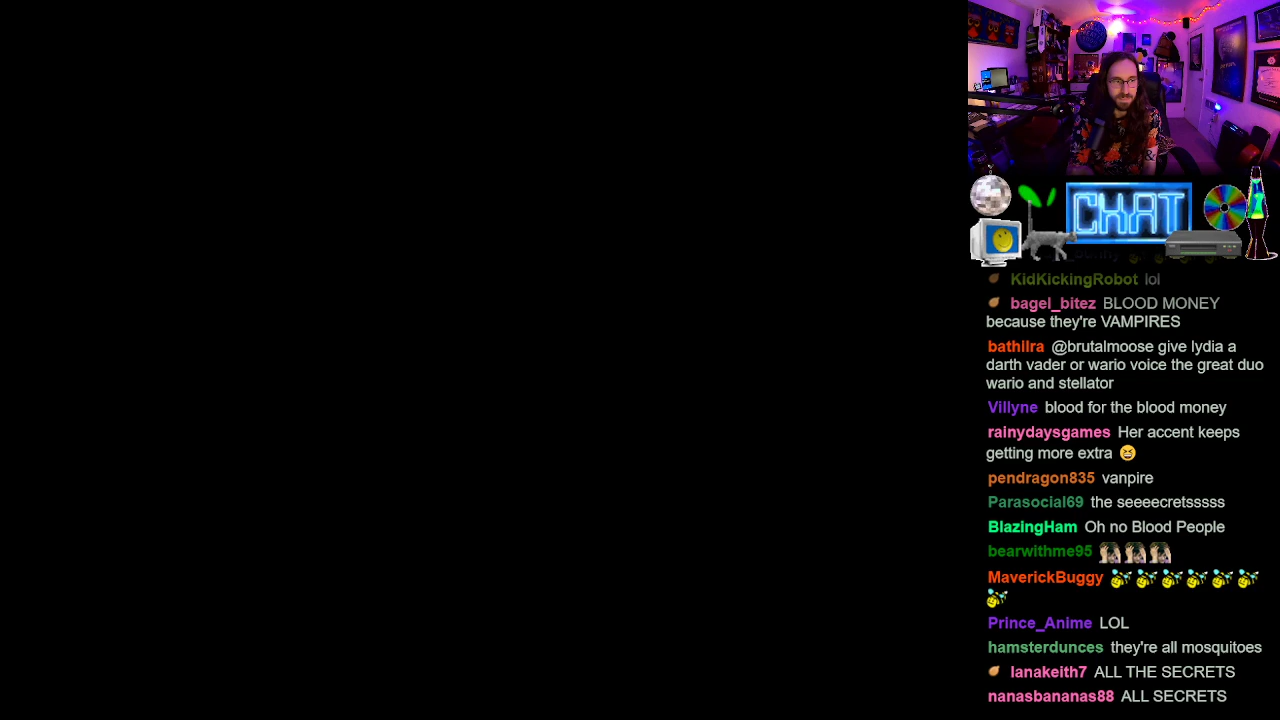 CHAT
KidKickingRobot lol
bagel_bitez BLOOD MONEY
because they're VAMPIRES
bathilra @brutalmoose give lydia a
darth vader or wario voice the great duo
wario and stellator
Villyne blood for the blood money
rainydaysgames Her accent keeps
getting more extra 😆
pendragon835 vanpire
Parasocial69 the seeeecretsssss
BlazingHam Oh no Blood People
bearwithme95
MaverickBuggy
Prince_Anime LOL
hamsterdunces they're all mosquitoes
lanakeith7 ALL THE SECRETS
nanasbananas88 ALL SECRETS